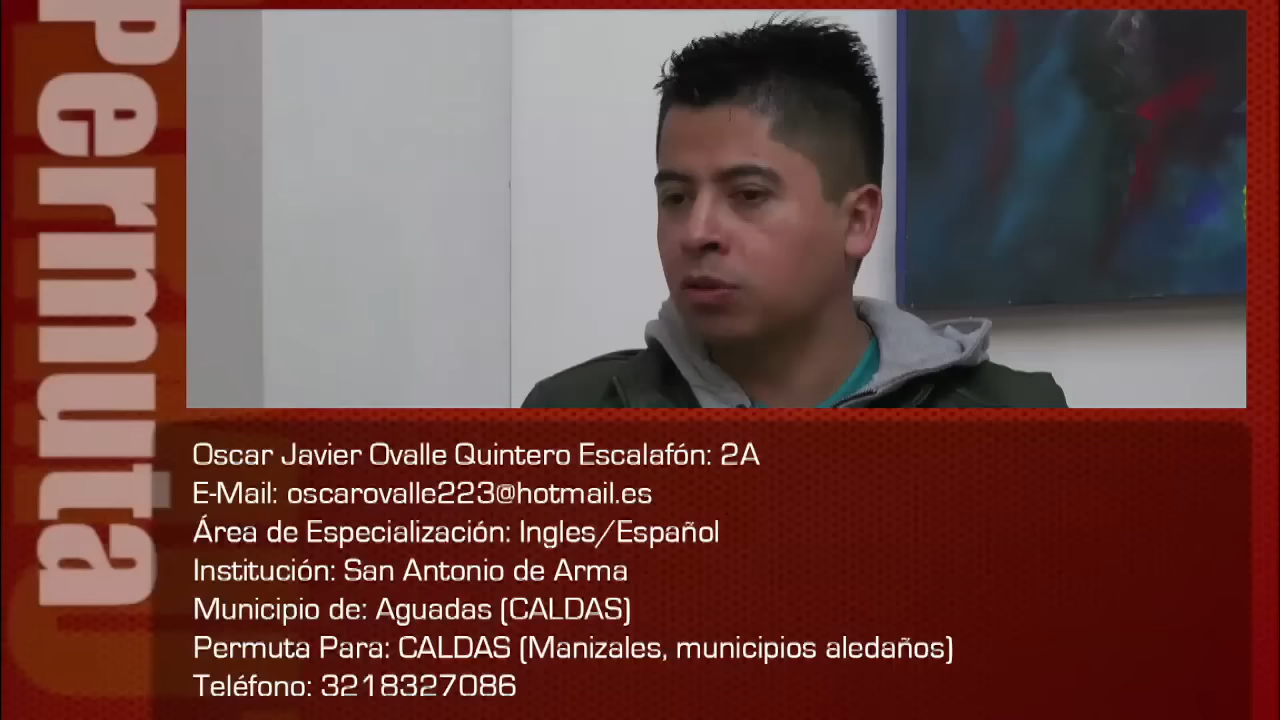 Permuta
Oscar Javier Ovalle Quintero Escalafón: 2A
E-Mail: oscarovalle223@hotmail.es
Área de Especialización: Ingles/Español
Institución: San Antonio de Arma
Municipio de: Aguadas (CALDAS)
Permuta Para: CALDAS (Manizales, municipios aledaños)
Teléfono: 3218327086